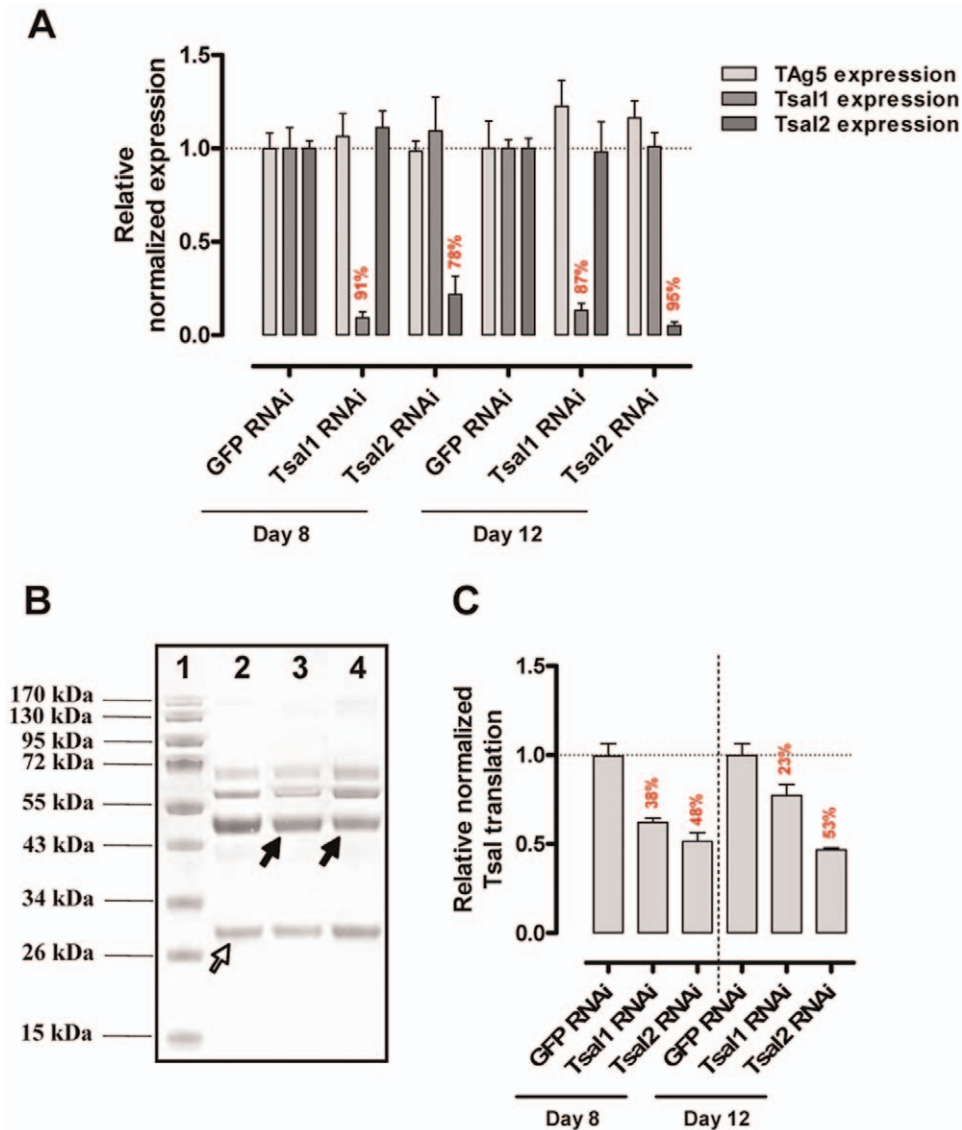 A
Relative
normalized expression
1.5
1.0
0.5
0.0
91%
78%
87%
95%
TAg5 expression
Tsal1 expression
Tsal2 expression
GFP RNAi
Tsal1 RNAi
Tsal2 RNAi
GFP RNAi
Tsal1 RNAi
Tsal2 RNAi
Day 8
Day 12
B
1 2 3 4
170 kDa
130 kDa
95 kDa
72 kDa
55 kDa
43 kDa
34 kDa
26 kDa
15 kDa
C
Relative normalized
Tsal translation
1.5
1.0
0.5
0.0
38%
48%
23%
53%
GFP RNAi
Tsal1 RNAi
Tsal2 RNAi
GFP RNAi
Tsal1 RNAi
Tsal2 RNAi
Day 8
Day 12